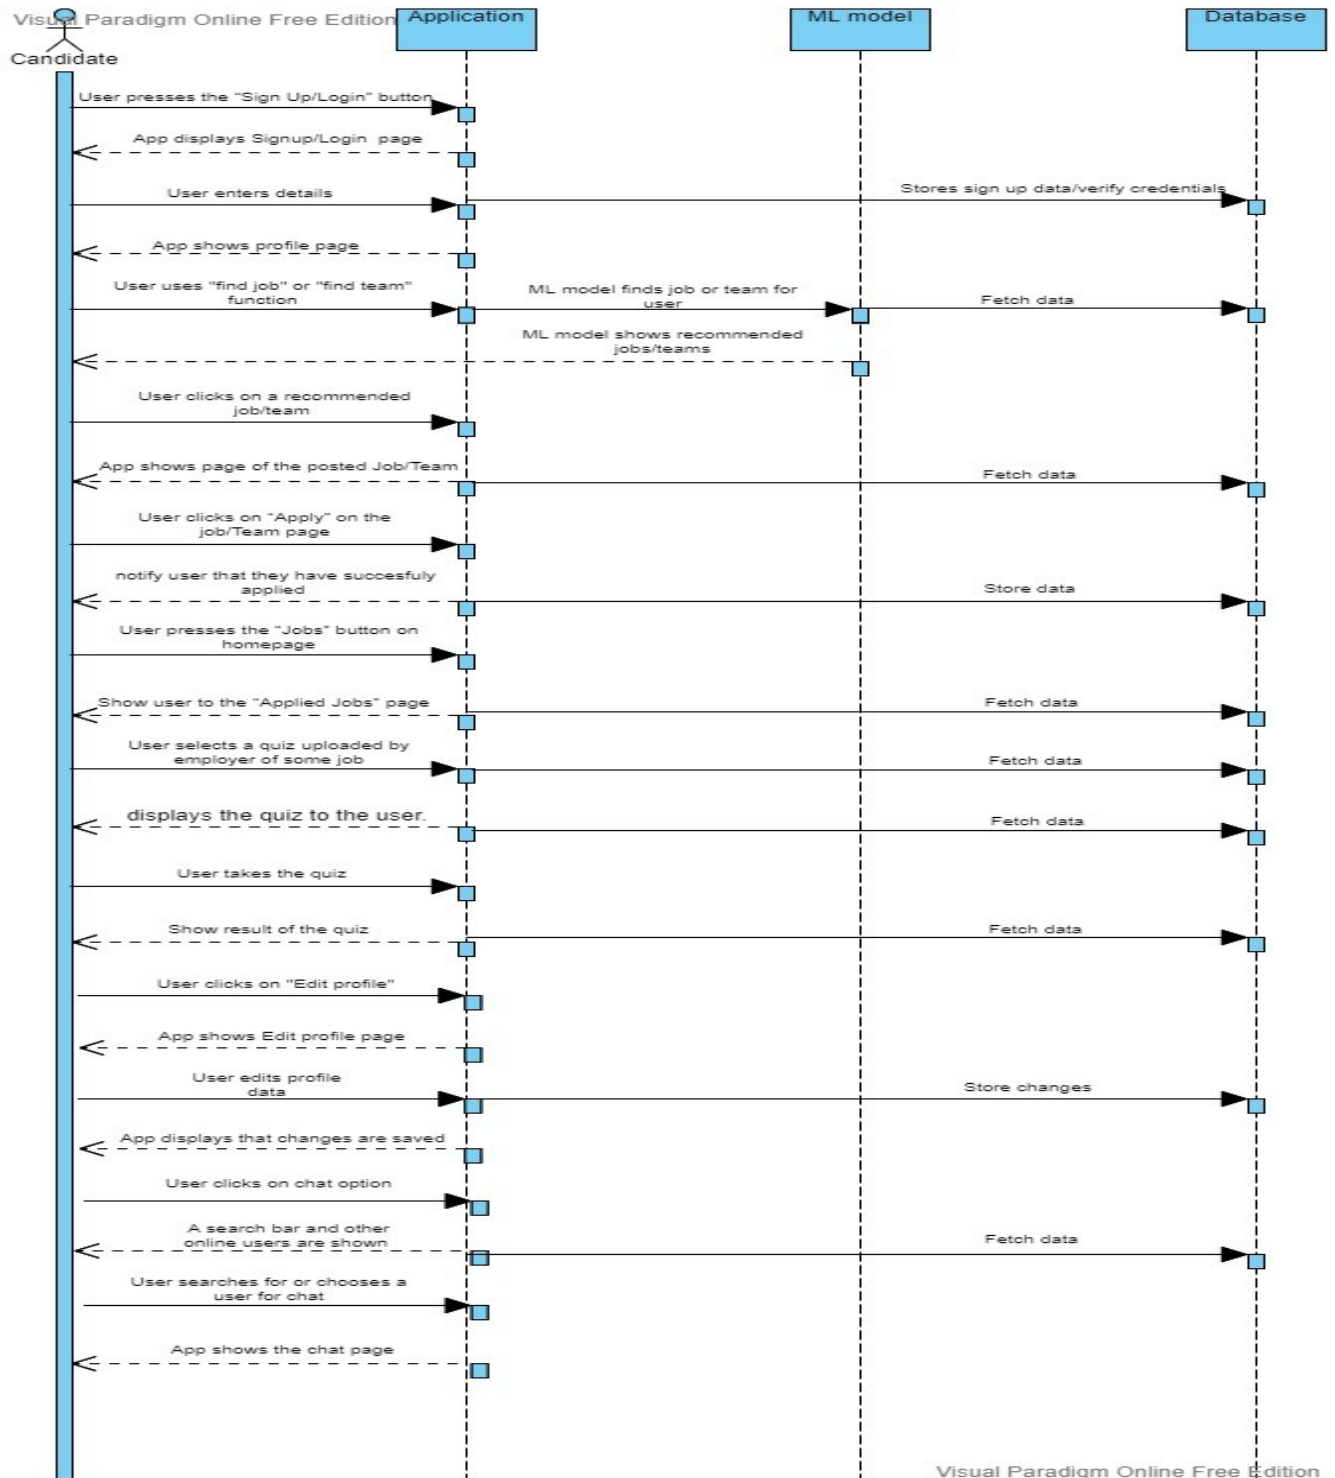 Visual Paradigm Online Free Edition
Application
ML model
Database
Candidate
User presses the "Sign Up/Login" button
App displays Signup/Login page
User enters details
Stores sign up data/verify credentials
App shows profile page
User uses "find job" or "find team"
function
ML model finds job or team for
user
Fetch data
ML model shows recommended
jobs/teams
User clicks on a recommended
job/team
App shows page of the posted Job/Team
Fetch data
User clicks on "Apply" on the
job/Team page
notify user that they have succesfuly
applied
Store data
User presses the "Jobs" button on
homepage
Show user to the "Applied Jobs" page
Fetch data
User selects a quiz uploaded by
employer of some job
Fetch data
displays the quiz to the user.
Fetch data
User takes the quiz
Show result of the quiz
Fetch data
User clicks on "Edit profile"
App shows Edit profile page
User edits profile
data
Store changes
App displays that changes are saved
User clicks on chat option
A search bar and other
online users are shown
Fetch data
User searches for or chooses a
user for chat
App shows the chat page
Visual Paradigm Online Free Edition